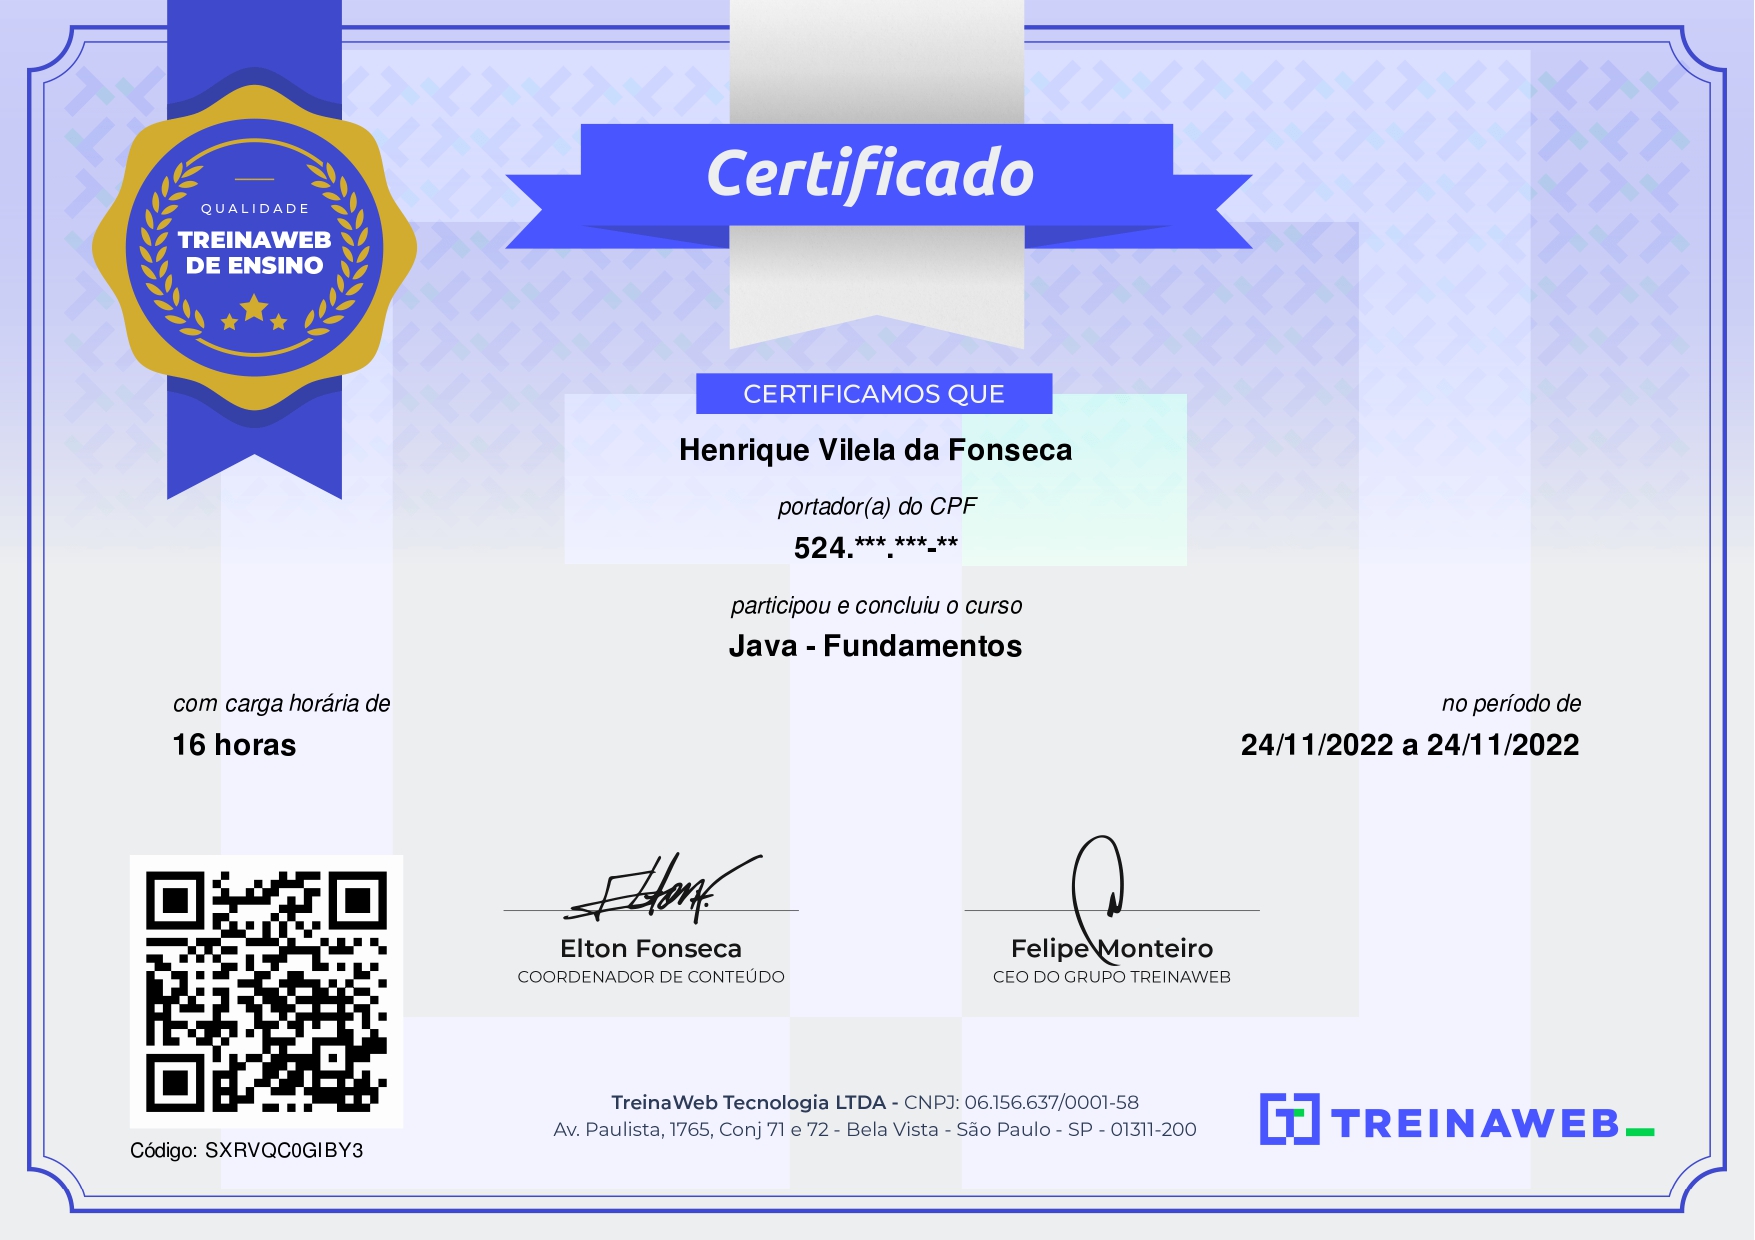 Certificado
QUALIDADE
TREINAWEB
DE ENSINO
CERTIFICAMOS QUE
Henrique Vilela da Fonseca
portador(a) do CPF
524.***.***-**
participou e concluiu o curso
Java - Fundamentos
com carga horária de
16 horas
no período de
24/11/2022 a 24/11/2022
Elton Fonseca
COORDENADOR DE CONTEÚDO
Felipe Monteiro
CEO DO GRUPO TREINAWEB
TreinaWeb Tecnologia LTDA - CNPJ: 06.156.637/0001-58
Av. Paulista, 1765, Conj 71 e 72 - Bela Vista - São Paulo - SP - 01311-200
TREINAWEB_
Código: SXRVQC0GIBY3